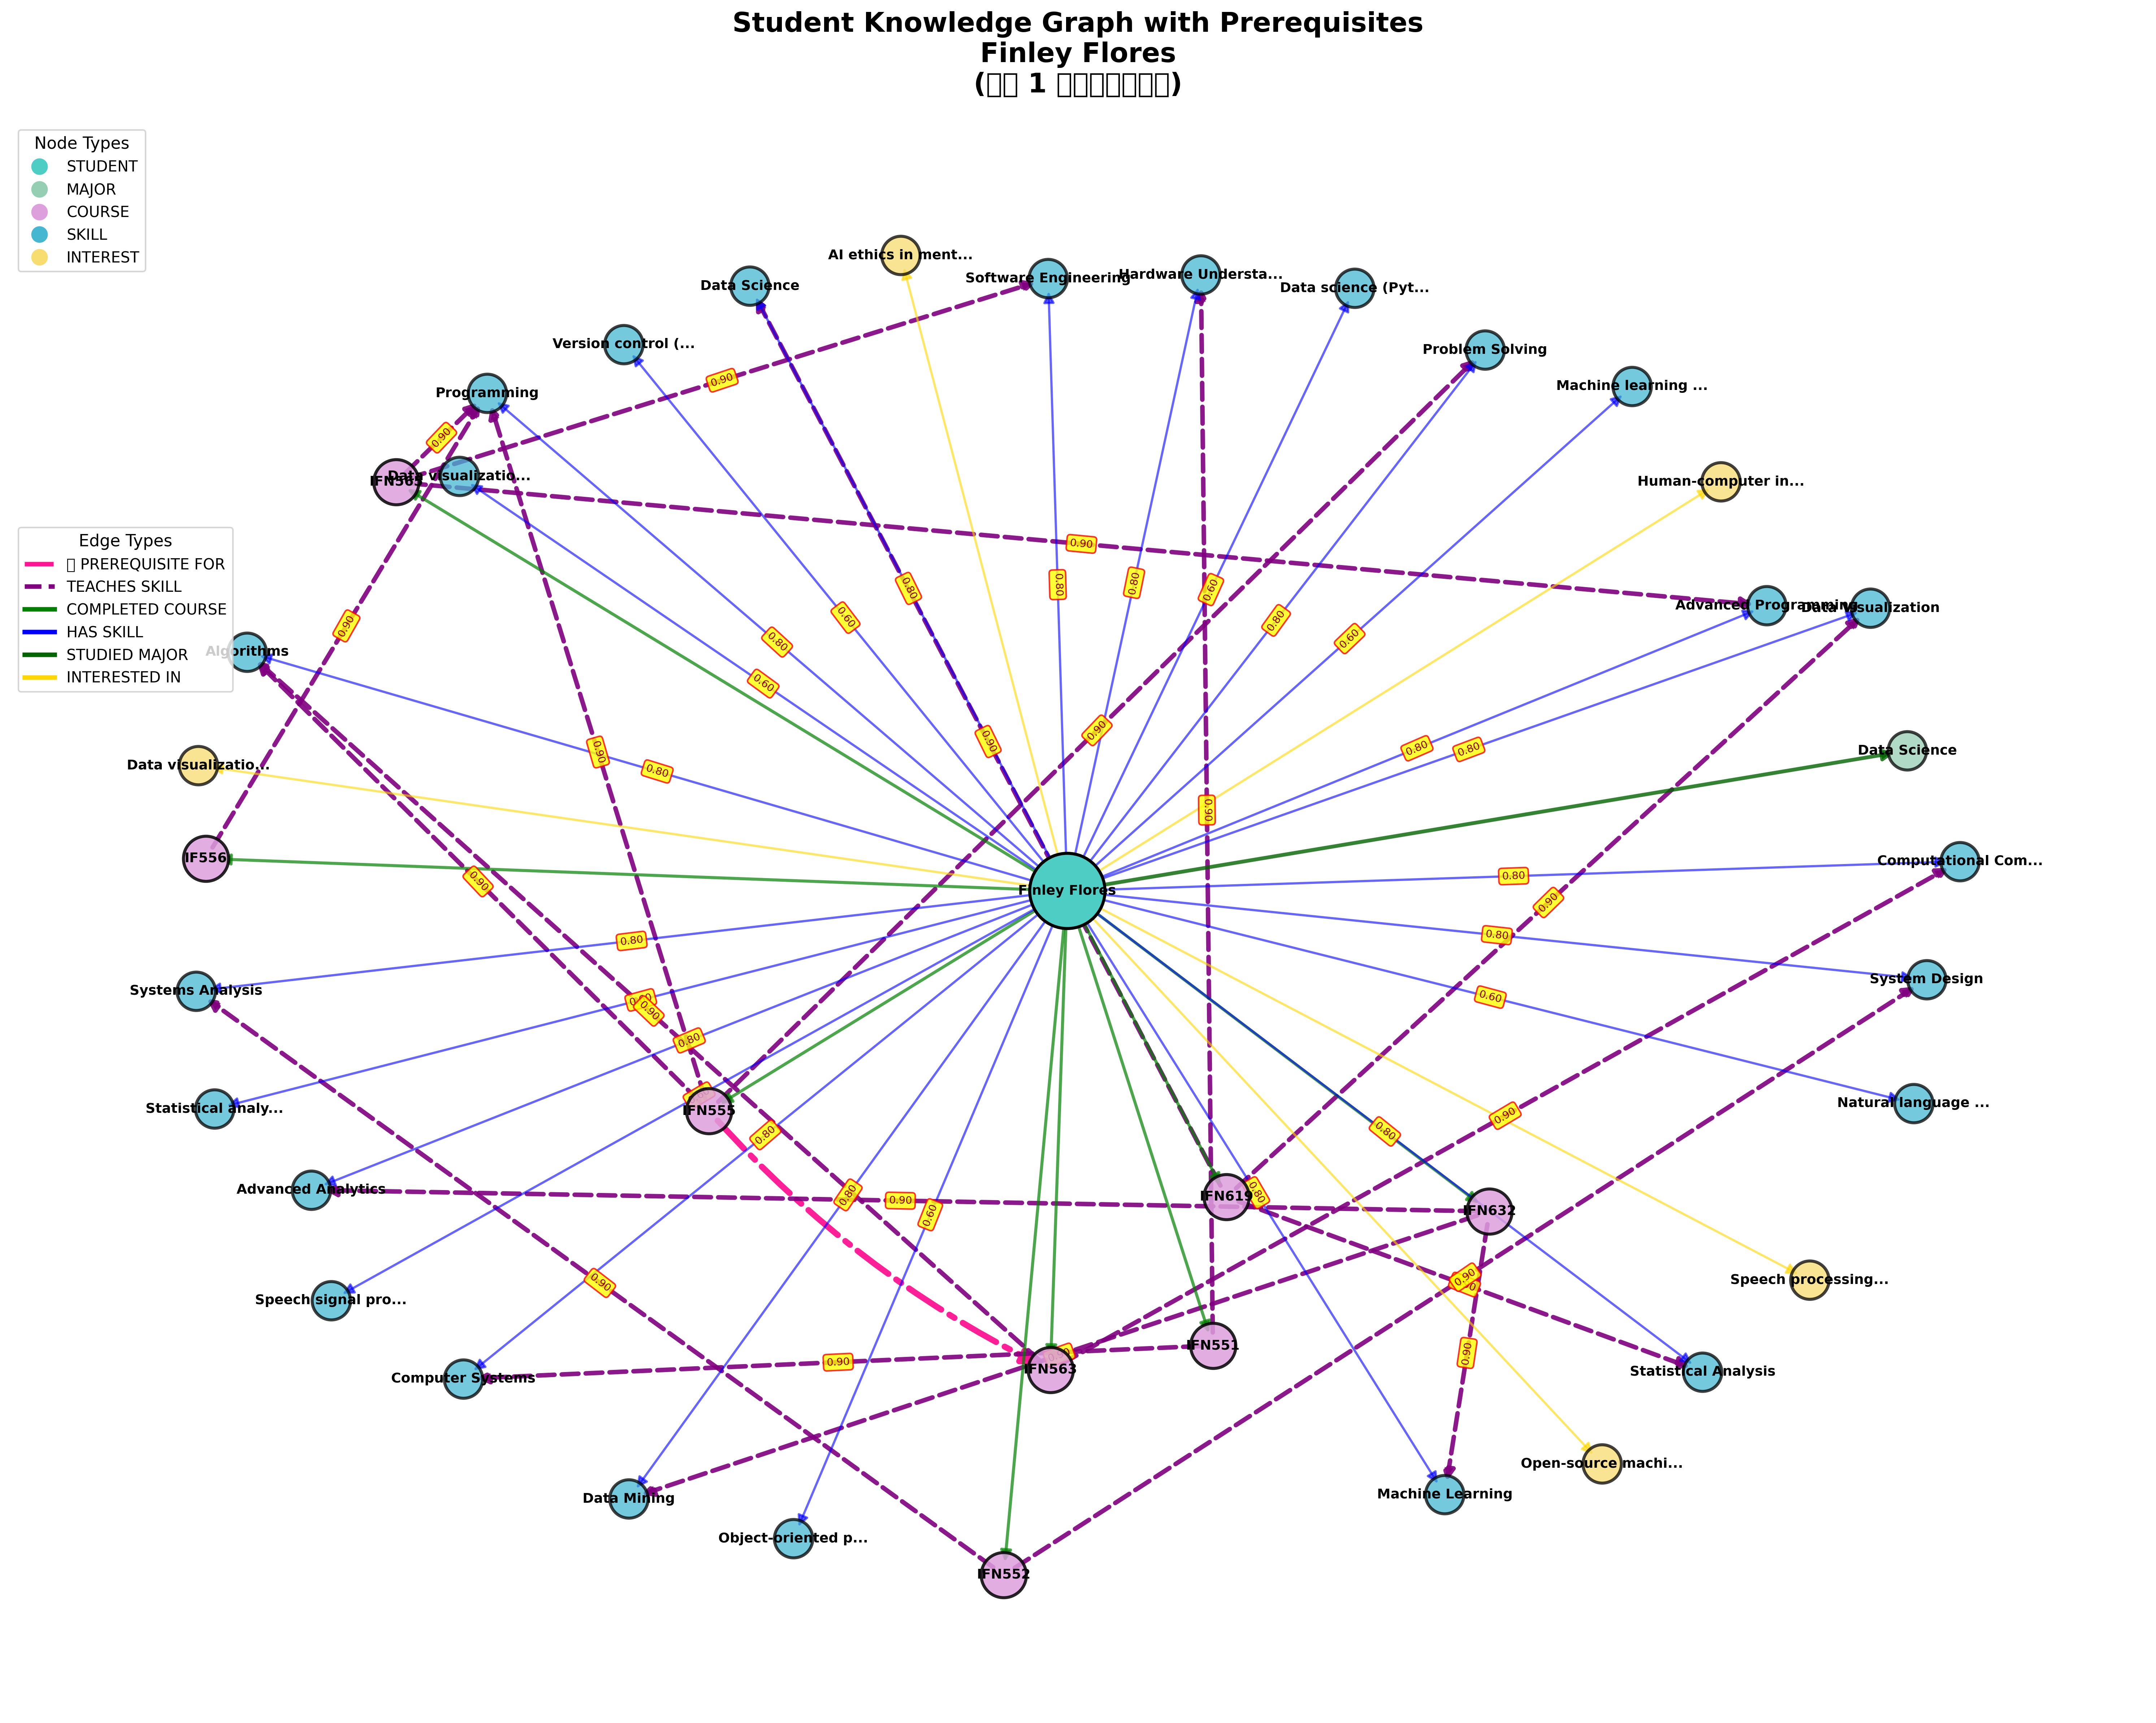 Student Knowledge Graph with Prerequisites
Finley Flores
( 1 )
Node Types
STUDENT
MAJOR
COURSE
SKILL
INTEREST
Edge Types
PREREQUISITE FOR
TEACHES SKILL
COMPLETED COURSE
HAS SKILL
STUDIED MAJOR
INTERESTED IN
AI ethics in ment...
Data Science
Software Engineering
Hardware Understa...
Data science (Pyt...
Version control (...
Problem Solving
Machine learning ...
Programming
0.90
0.90
Data visualizatio...
IFN565
Human-computer in...
0.90
0.80
0.80
0.80
0.60
0.60
0.80
0.60
0.90
0.80
0.60
Advanced Programming
Data Visualization
Algorithms
0.90
0.90
0.90
0.80
0.80
Data Science
Data visualizatio...
0.80
0.90
IF556
Computational Com...
0.80
0.90
Finley Flores
0.90
0.90
0.80
0.80
System Design
Systems Analysis
0.60
0.90
0.80
Natural language ...
Statistical analy...
IFN555
0.90
0.80
0.80
Advanced Analytics
0.90
0.80
0.80
IFN619
IFN632
Speech signal pro...
0.60
0.90
0.90
Speech processing...
IFN551
0.90
0.90
IFN563
Computer Systems
Statistical Analysis
Open-source machi...
Data Mining
Machine Learning
Object-oriented p...
IFN552